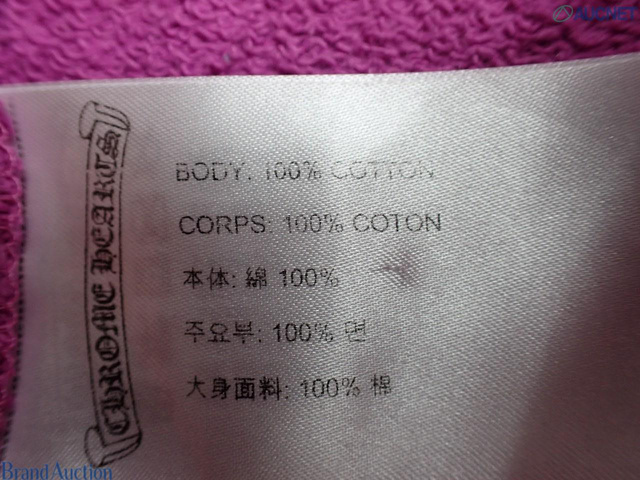 AUCNET
CHROME HEARTS
BODY: 100% COTTON
CORPS: 100% COTON
本体: 綿 100%
주요부: 100% 면
大身面料: 100% 棉
Brand Auction